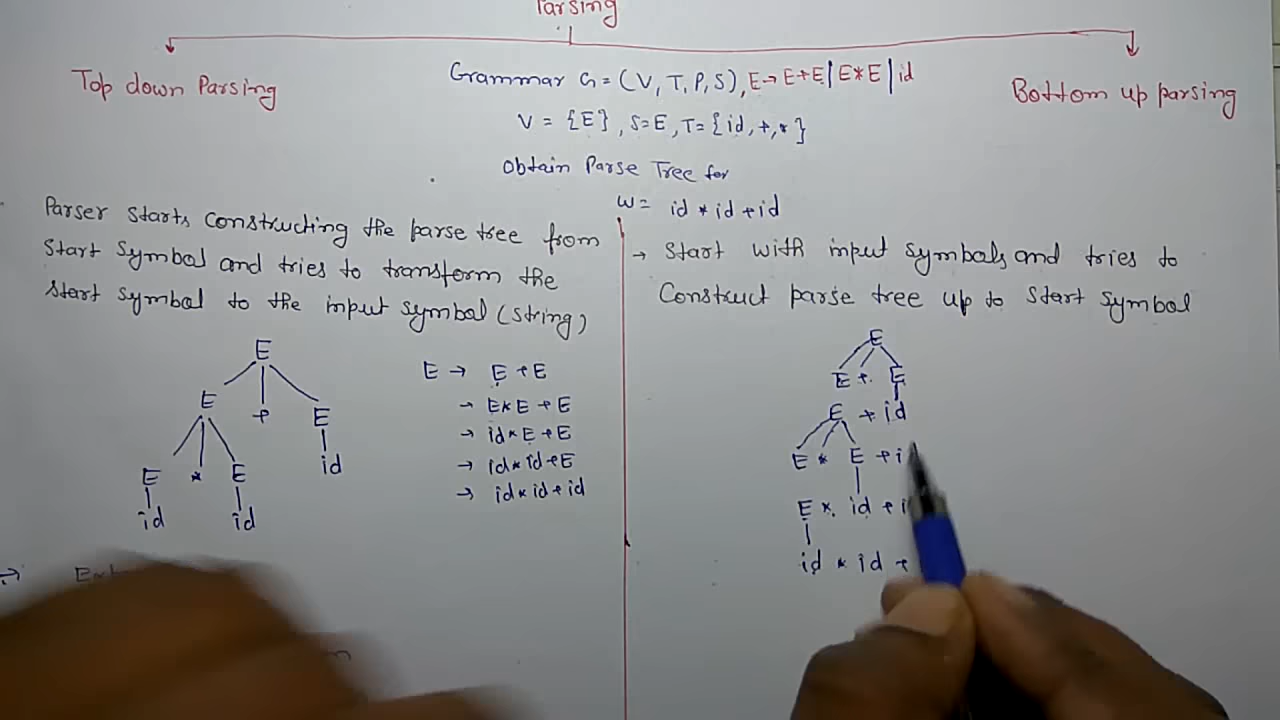 Parsing
Top down Parsing
Grammar G = (V, T, P, S), E → E+E | E*E | id
Bottom up parsing
V = {E}, S=E, T= {id, +, *}
Obtain Parse Tree for
W = id * id + id
Parser starts constructing the parse tree from
Start Symbol and tries to transform the
Start symbol to the input symbol (string)
→ Start with input symbols and tries to
Construct parse tree up to start symbol
E
E + E
E * E id
id id
E → E + E
→ E * E + E
→ id * E + E
→ id * id + E
→ id * id + id
E
E + E
E + id
E * E +
E * id +
id * id +